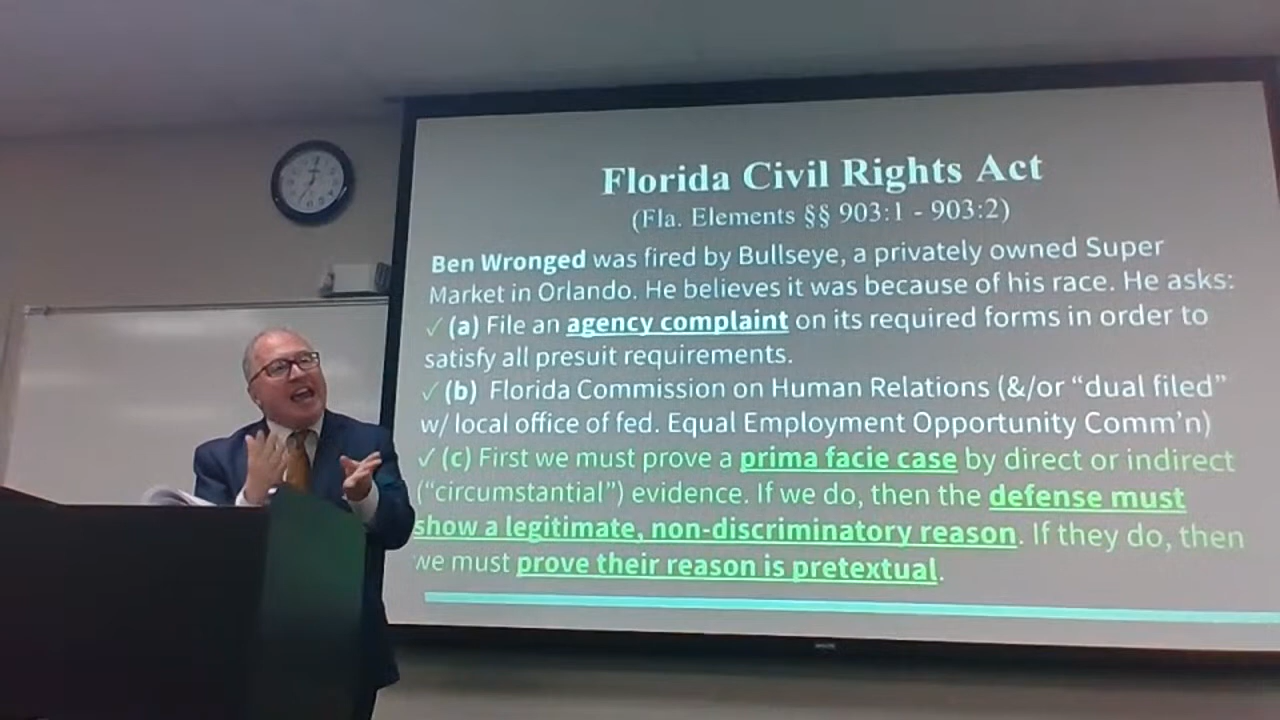 Florida Civil Rights Act
(Fla. Elements §§ 903:1 - 903:2)
Ben Wronged was fired by Bullseye, a privately owned Super
Market in Orlando. He believes it was because of his race. He asks:
✓ (a) File an agency complaint on its required forms in order to
satisfy all presuit requirements.
✓ (b) Florida Commission on Human Relations (&/or “dual filed”
w/ local office of fed. Equal Employment Opportunity Comm’n)
✓ (c) First we must prove a prima facie case by direct or indirect
(“circumstantial”) evidence. If we do, then the defense must
show a legitimate, non-discriminatory reason. If they do, then
we must prove their reason is pretextual.